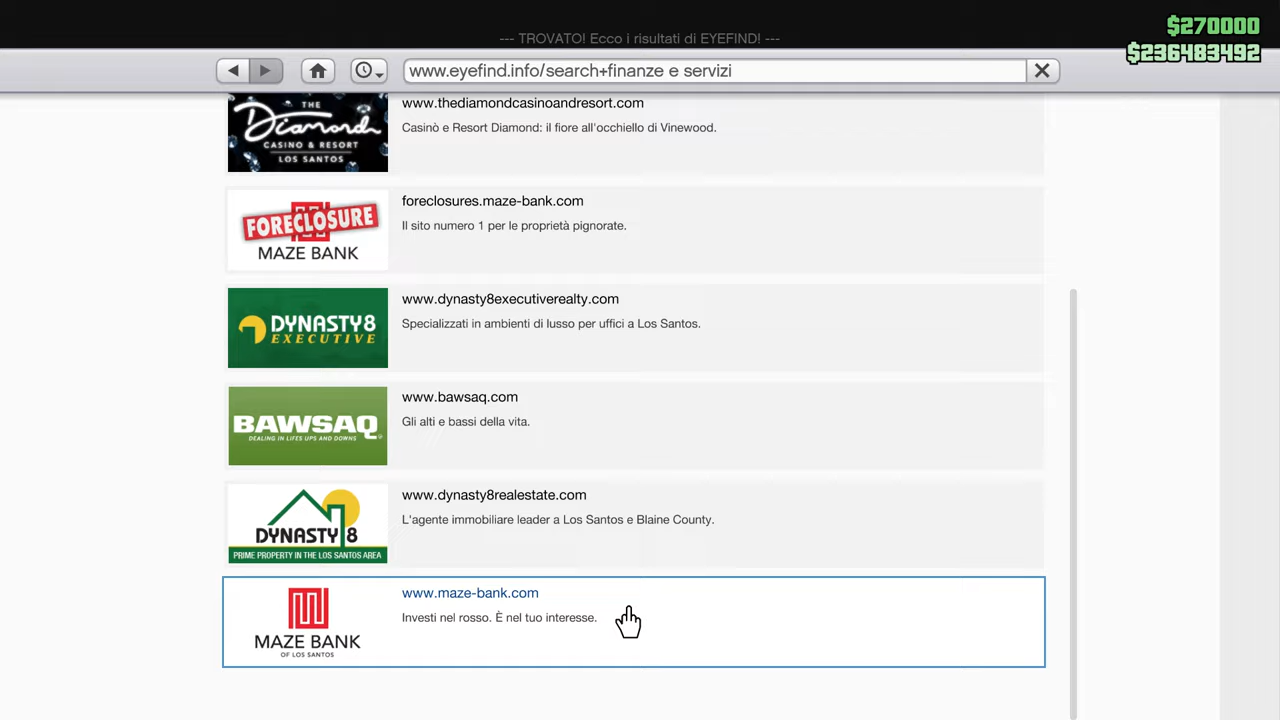 $270000
--- TROVATO! Ecco i risultati di EYEFIND! ---
$236483492
www.eyefind.info/search+finanze e servizi
THE
Diamond
CASINO & RESORT
LOS SANTOS
www.thediamondcasinoandresort.com
Casinò e Resort Diamond: il fiore all'occhiello di Vinewood.
FORECLOSURE
MAZE BANK
foreclosures.maze-bank.com
Il sito numero 1 per le proprietà pignorate.
DYNASTY8
EXECUTIVE
www.dynasty8executiverealty.com
Specializzati in ambienti di lusso per uffici a Los Santos.
BAWSAQ
DEALING IN LIFES UPS AND DOWNS
www.bawsaq.com
Gli alti e bassi della vita.
DYNASTY 8
PRIME PROPERTY IN THE LOS SANTOS AREA
www.dynasty8realestate.com
L'agente immobiliare leader a Los Santos e Blaine County.
MAZE BANK
OF LOS SANTOS
www.maze-bank.com
Investi nel rosso. È nel tuo interesse.